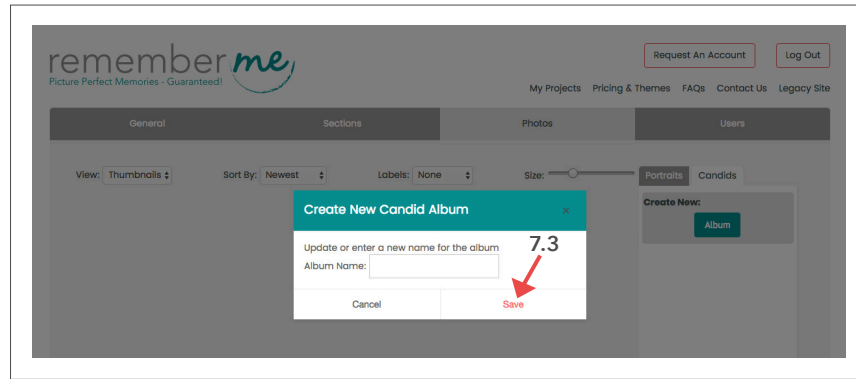 remember me,
Picture Perfect Memories - Guaranteed!
Request An Account
Log Out
My Projects Pricing & Themes FAQs Contact Us Legacy Site
General Sections Photos Users
View: Thumbnails Sort By: Newest Labels: None Size:
Portraits Candids
Create New:
Album
Create New Candid Album ×
Update or enter a new name for the album
7.3
Album Name:
Cancel Save